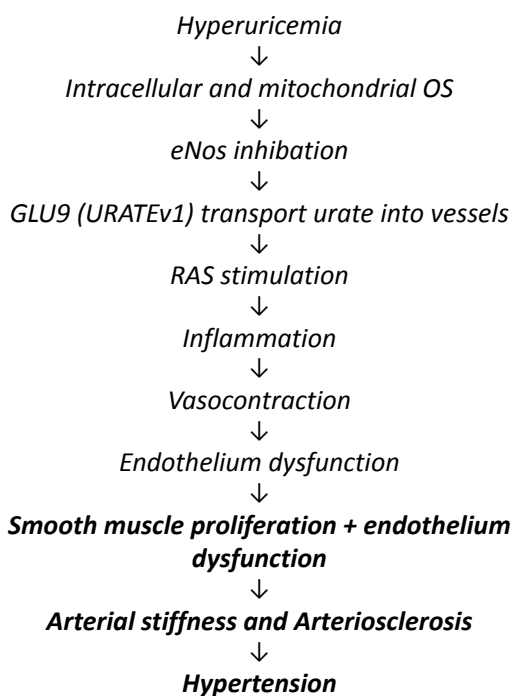 Hyperuricemia
↓
Intracellular and mitochondrial OS
↓
eNos inhibation
↓
GLU9 (URATEv1) transport urate into vessels
↓
RAS stimulation
↓
Inflammation
↓
Vasocontraction
↓
Endothelium dysfunction
↓
Smooth muscle proliferation + endothelium
dysfunction
↓
Arterial stiffness and Arteriosclerosis
↓
Hypertension